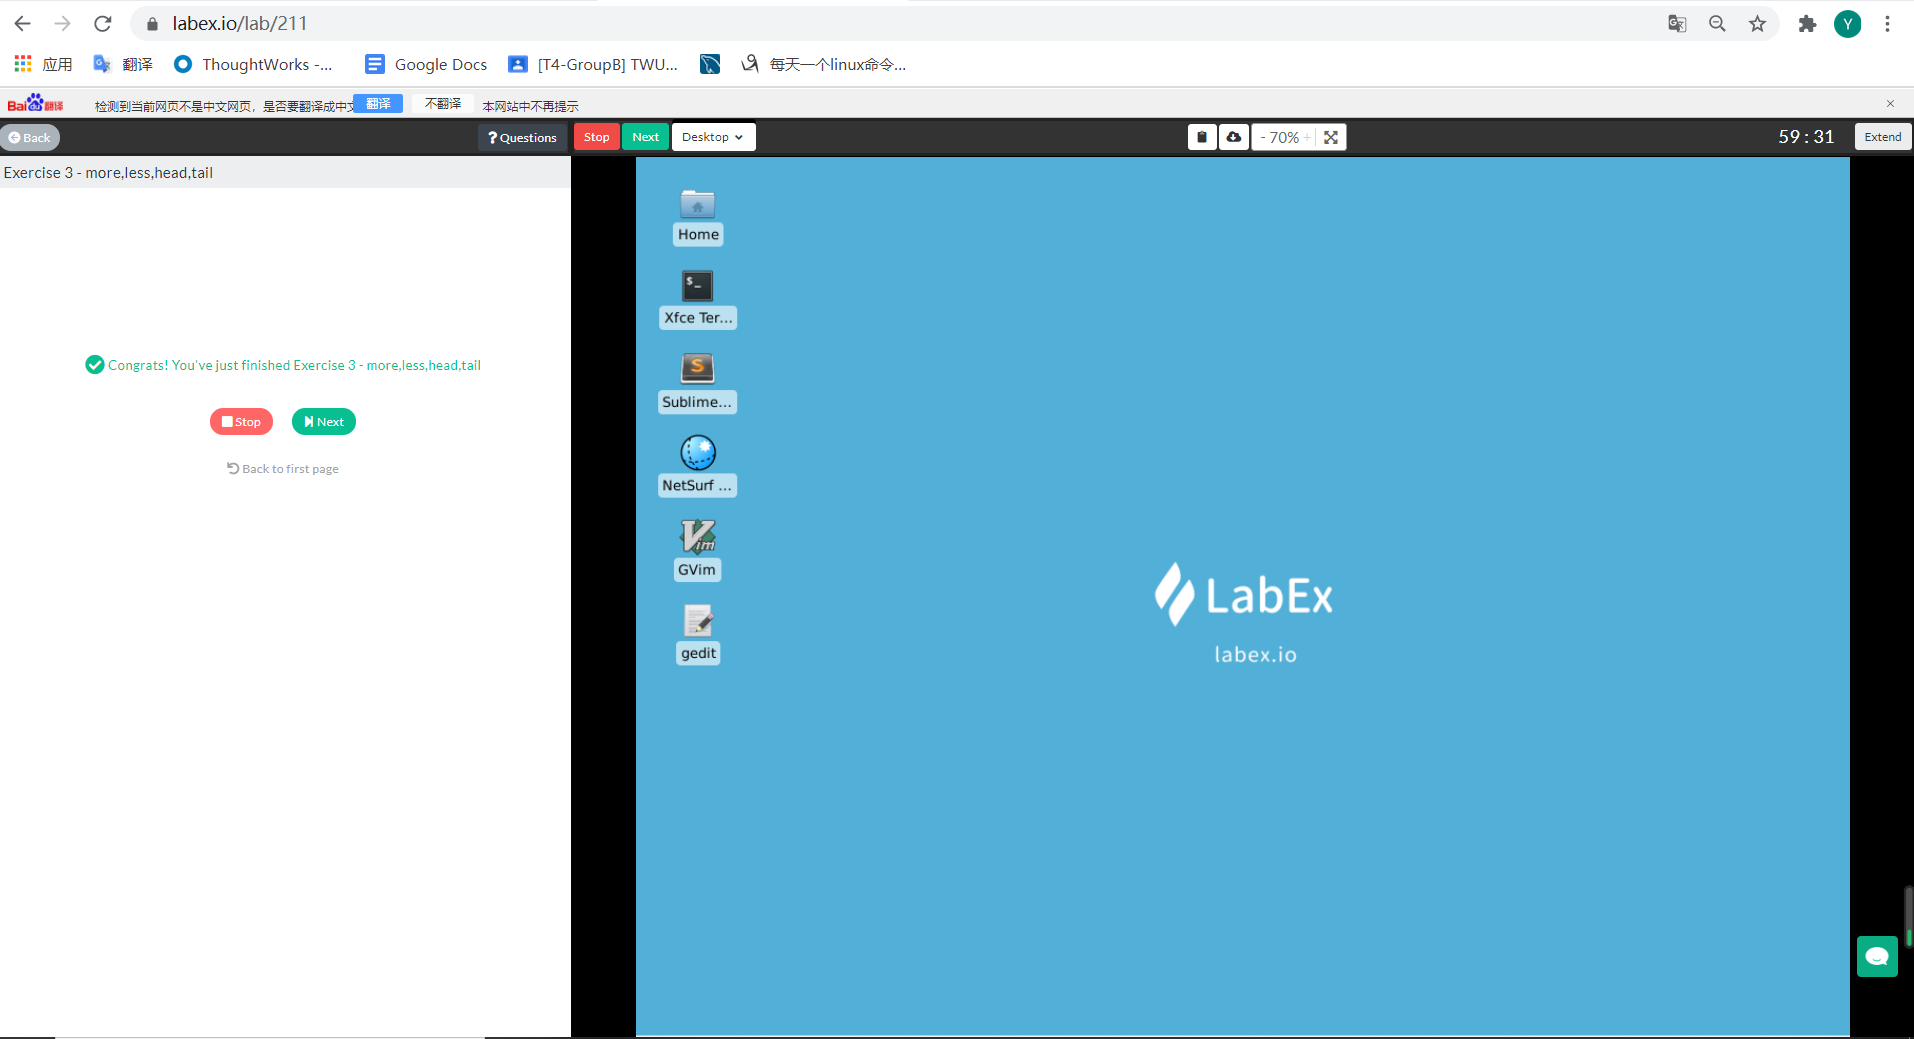 labex.io/lab/211
Y
应用
翻译
ThoughtWorks -...
Google Docs
[T4-GroupB] TWU...
每天一个linux命令...
Bai du 翻译
检测到当前网页不是中文网页，是否要翻译成中文
翻译
不翻译
本网站中不再提示
×
Back
? Questions
Stop
Next
Desktop
- 70% +
59 : 31
Extend
Exercise 3 - more,less,head,tail
Home
$_
Xfce Ter...
S
Sublime...
NetSurf ...
Vim
GVim
gedit
Congrats! You've just finished Exercise 3 - more,less,head,tail
Stop
Next
Back to first page
LabEx
labex.io